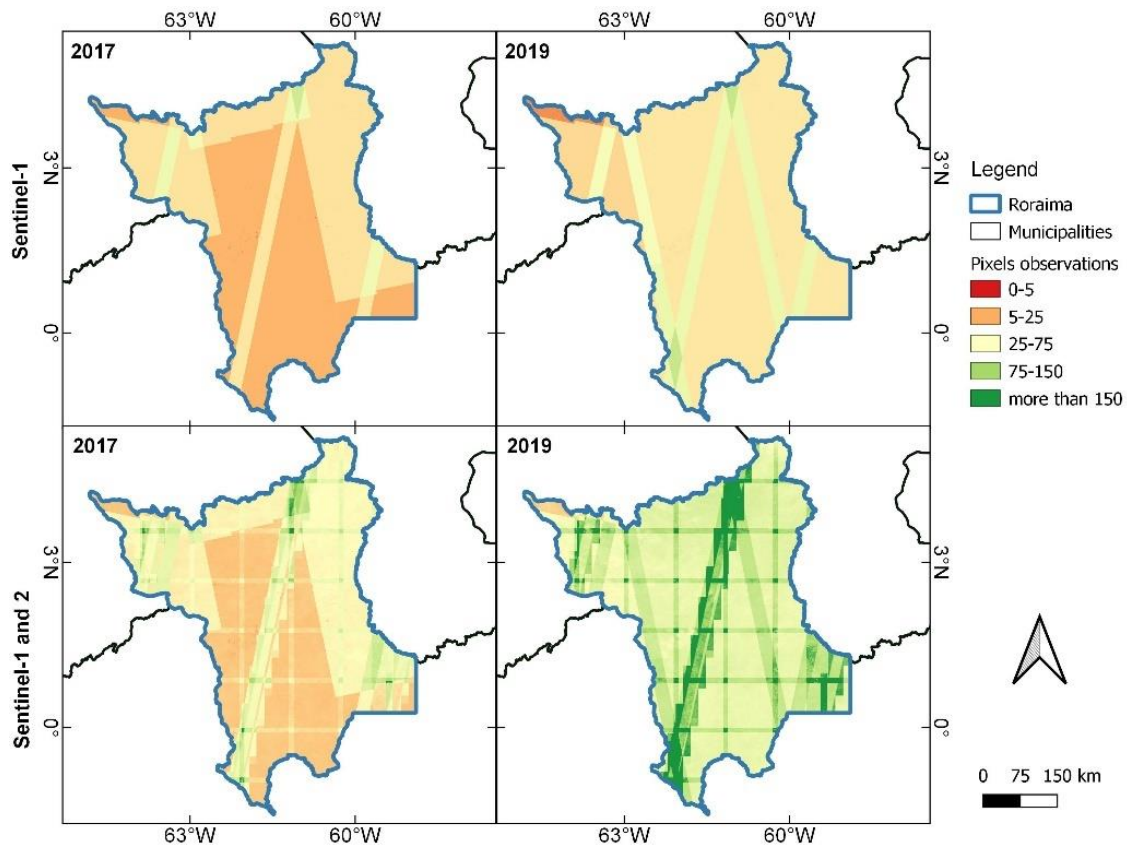 63°W 60°W 63°W 60°W
2017
2019
Sentinel-1
3°N
0°
3°N
0°
Legend
Roraima
Municipalities
Pixels observations
0-5
5-25
25-75
75-150
more than 150
2017
2019
Sentinel-1 and 2
3°N
0°
3°N
0°
0 75 150 km
63°W 60°W 63°W 60°W